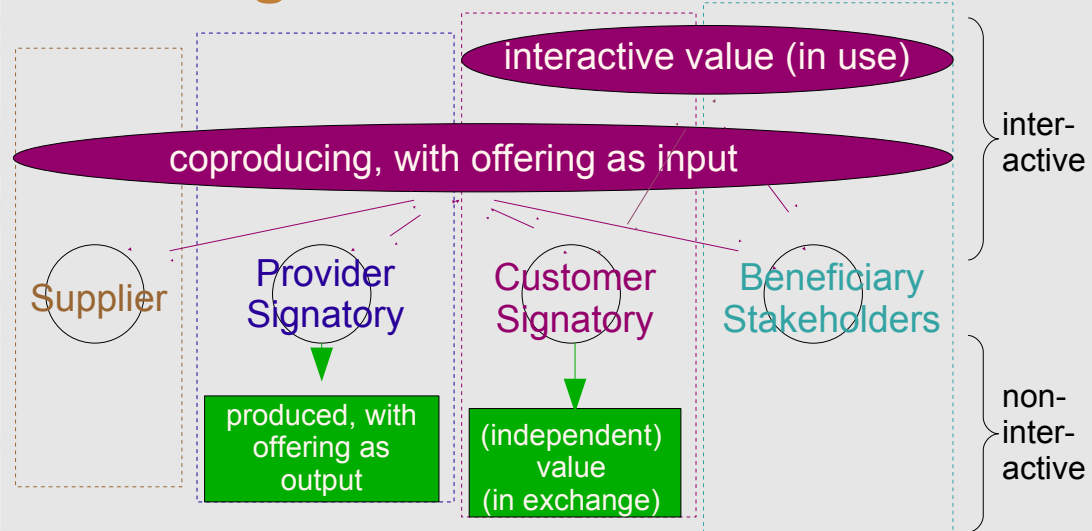 interactive value (in use)
inter-
active
coproducing, with offering as input
Supplier
Provider
Signatory
Customer
Signatory
Beneficiary
Stakeholders
produced, with
offering as
output
(independent)
value
(in exchange)
non-
inter-
active